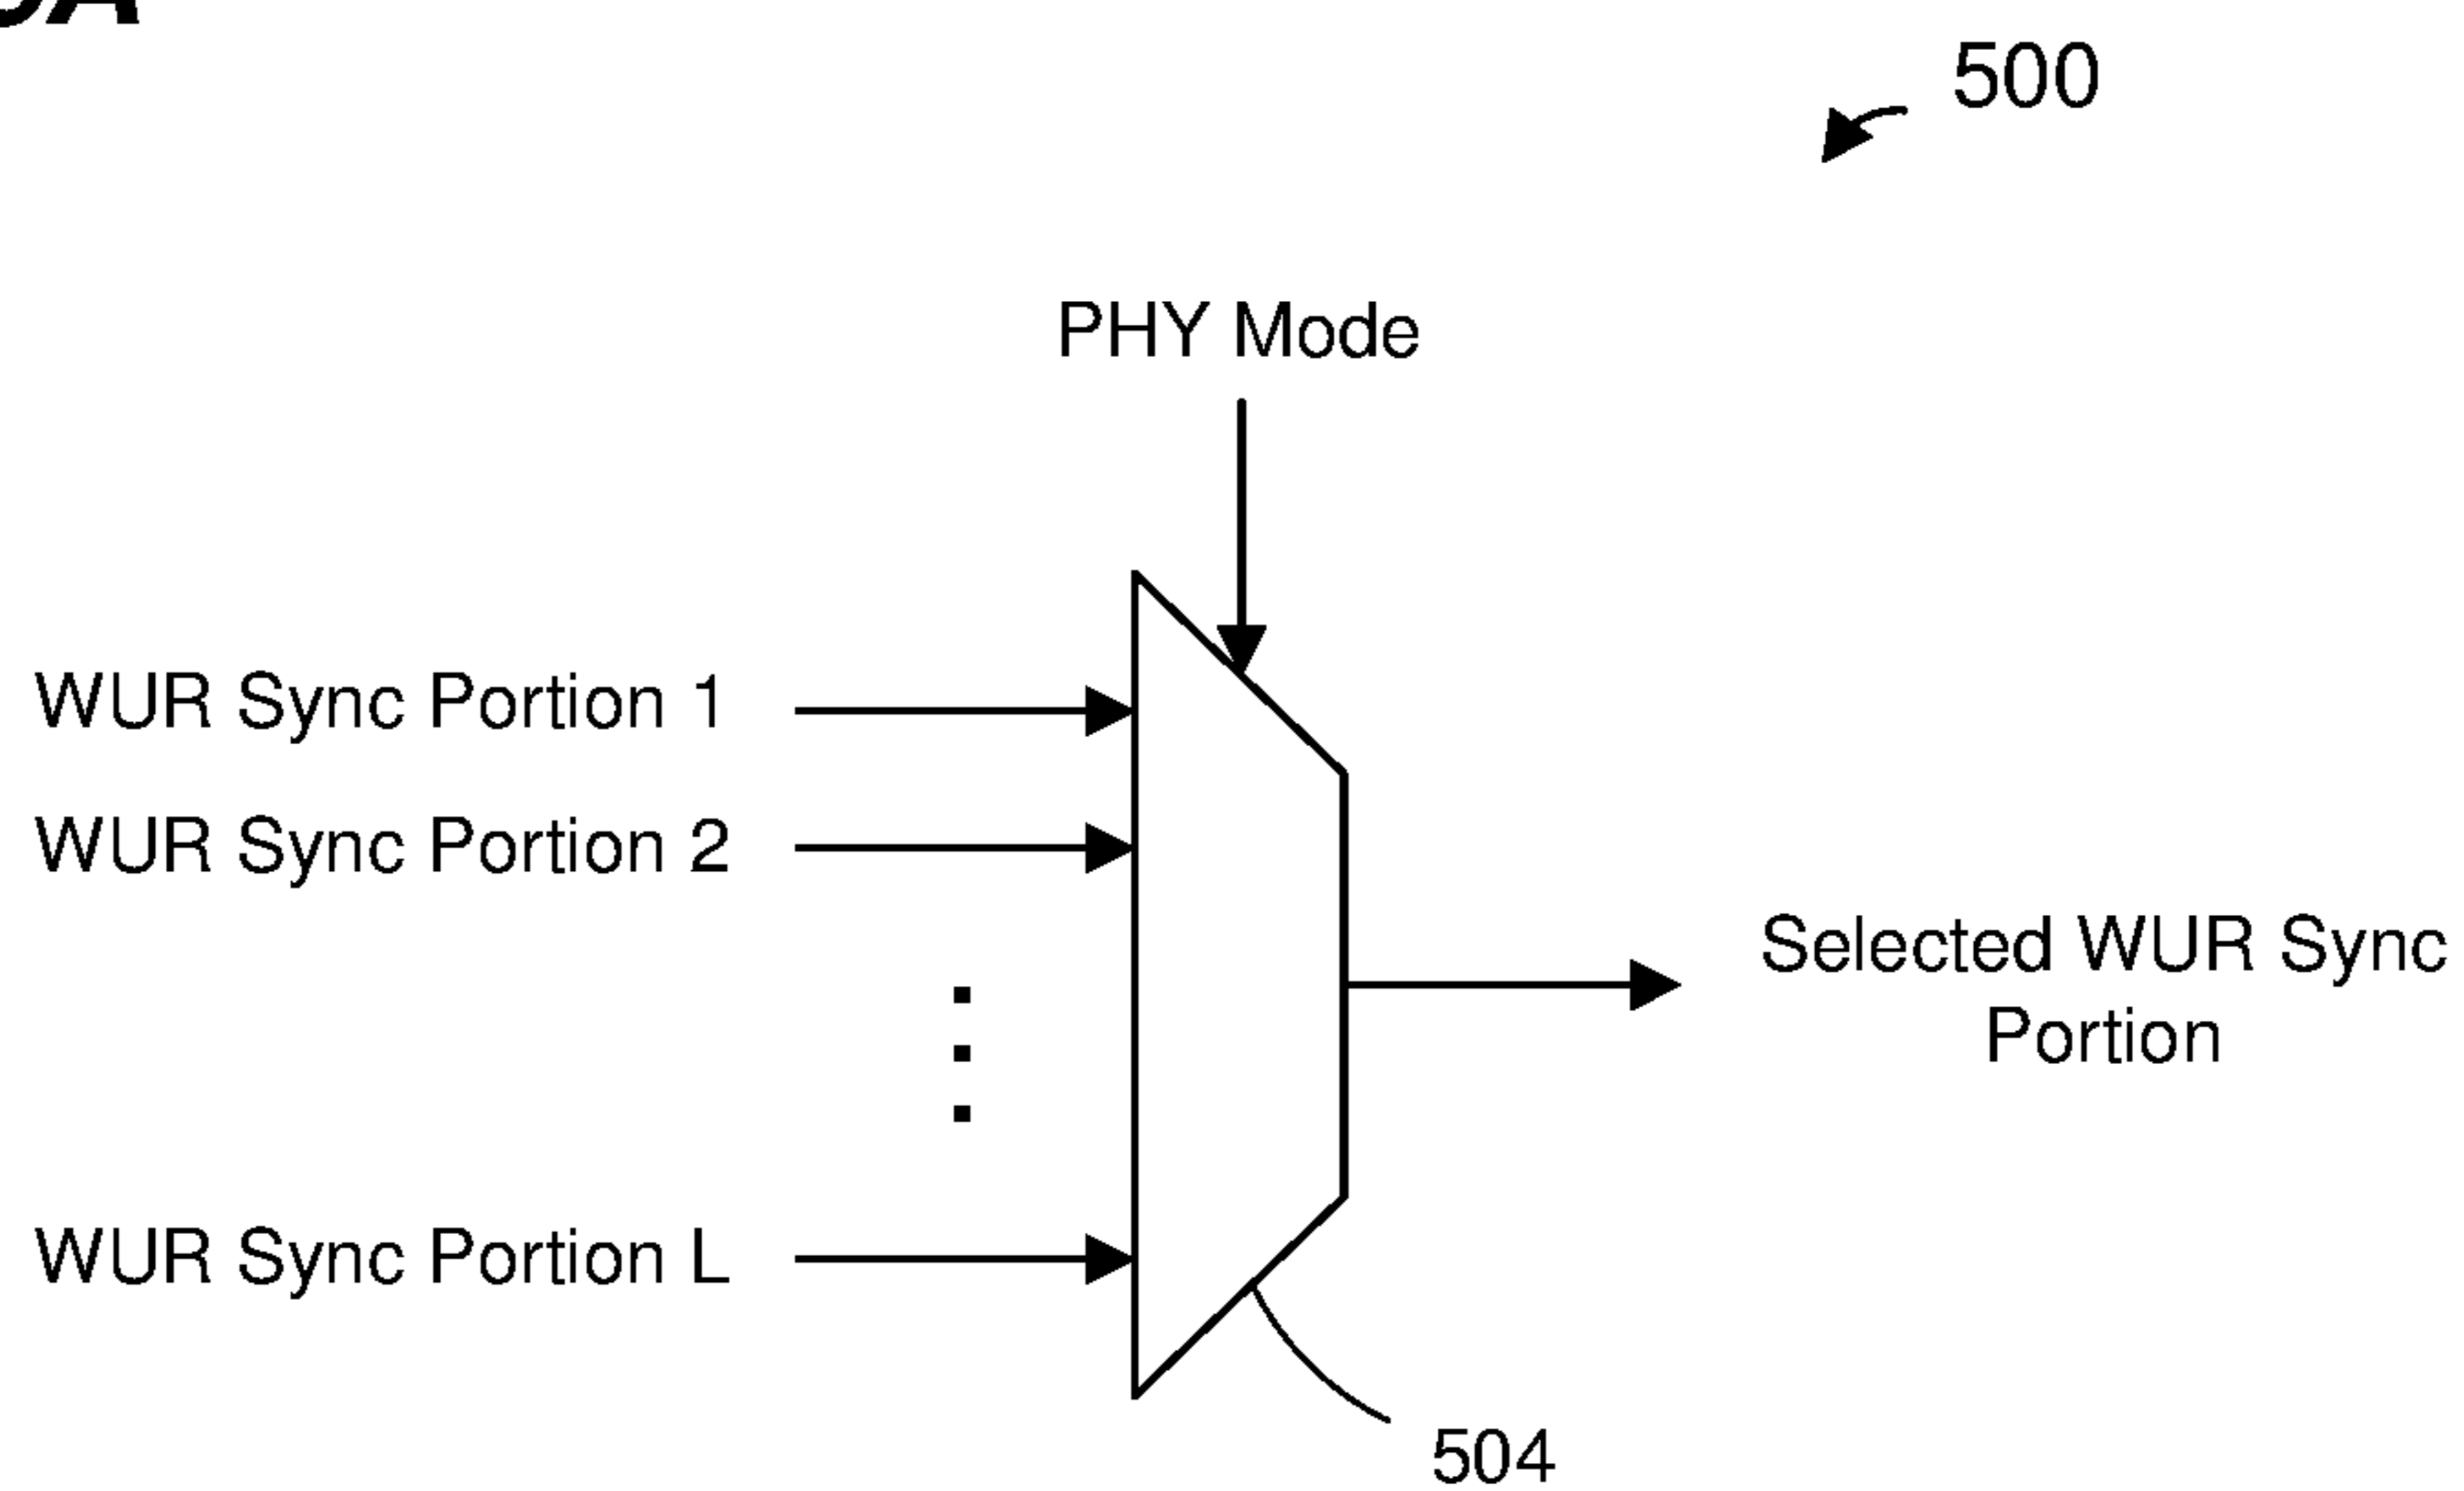 500
PHY Mode
WUR Sync Portion 1
WUR Sync Portion 2
Selected WUR Sync
Portion
WUR Sync Portion L
504